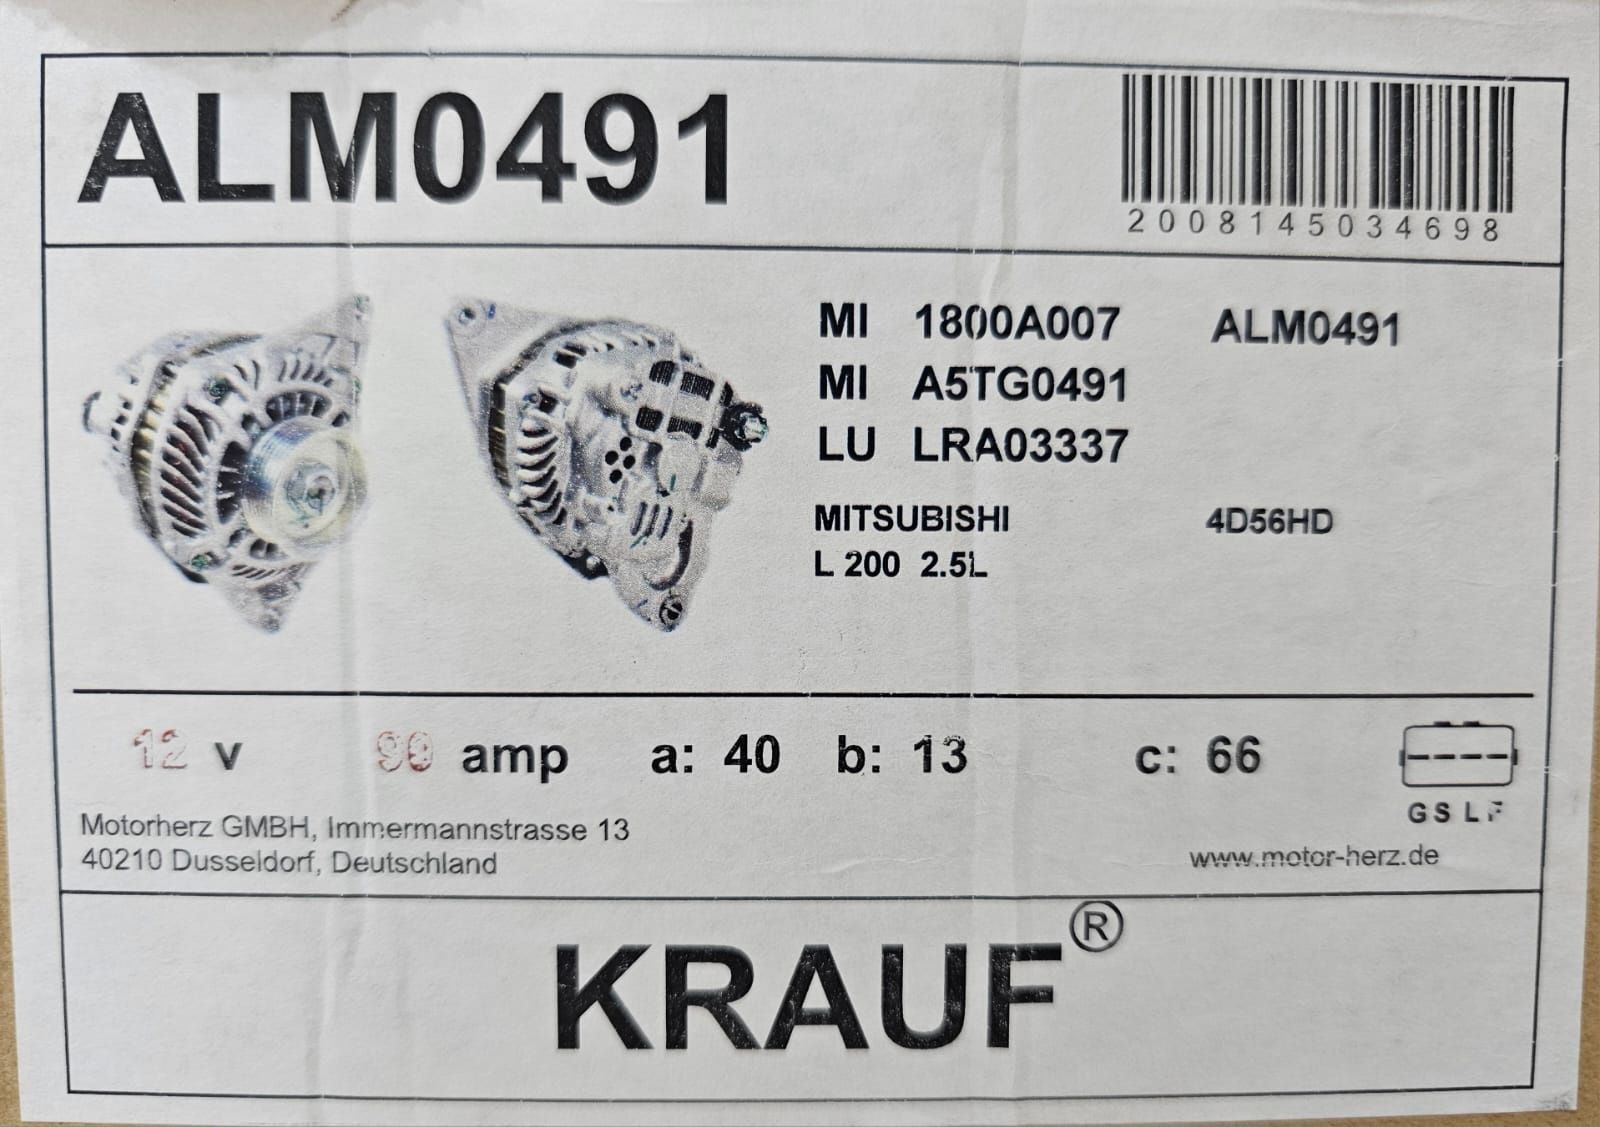 ALM0491
2008145034698
MI 1800A007 ALM0491
MI A5TG0491
LU LRA03337
MITSUBISHI 4D56HD
L 200 2.5L
12 v 90 amp a: 40 b: 13 c: 66
G S L F
Motorherz GMBH, Immermannstrasse 13
40210 Dusseldorf, Deutschland
www.motor-herz.de
KRAUF®